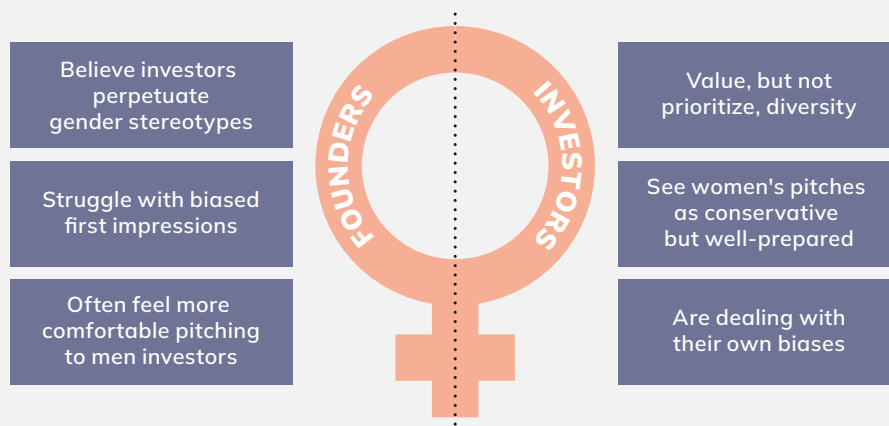 Believe investors
perpetuate
gender stereotypes
Struggle with biased
first impressions
Often feel more
comfortable pitching
to men investors
FOUNDERS
INVESTORS
Value, but not
prioritize, diversity
See women's pitches
as conservative
but well-prepared
Are dealing with
their own biases